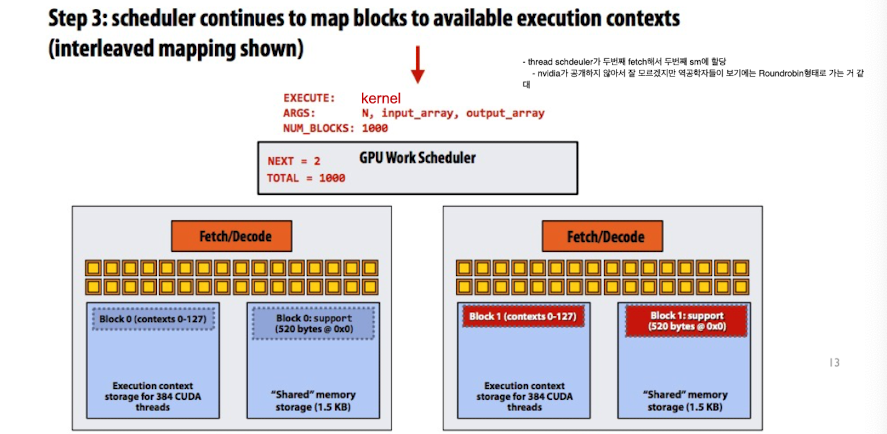 Step 3: scheduler continues to map blocks to available execution contexts
(interleaved mapping shown)
- thread schdeuler가 두번째 fetch해서 두번째 sm에 할당
- nvidia가 공개하지 않아서 잘 모르겠지만 역공학자들이 보기에는 Roundrobin형태로 가는 거 같
대
EXECUTE: kernel
ARGS: N, input_array, output_array
NUM_BLOCKS: 1000
GPU Work Scheduler
NEXT = 2
TOTAL = 1000
Fetch/Decode
Block 0 (contexts 0-127)
Block 0: support
(520 bytes @ 0x0)
Execution context
storage for 384 CUDA
threads
“Shared” memory
storage (1.5 KB)
Fetch/Decode
Block 1 (contexts 0-127)
Block 1: support
(520 bytes @ 0x0)
Execution context
storage for 384 CUDA
threads
“Shared” memory
storage (1.5 KB)
13